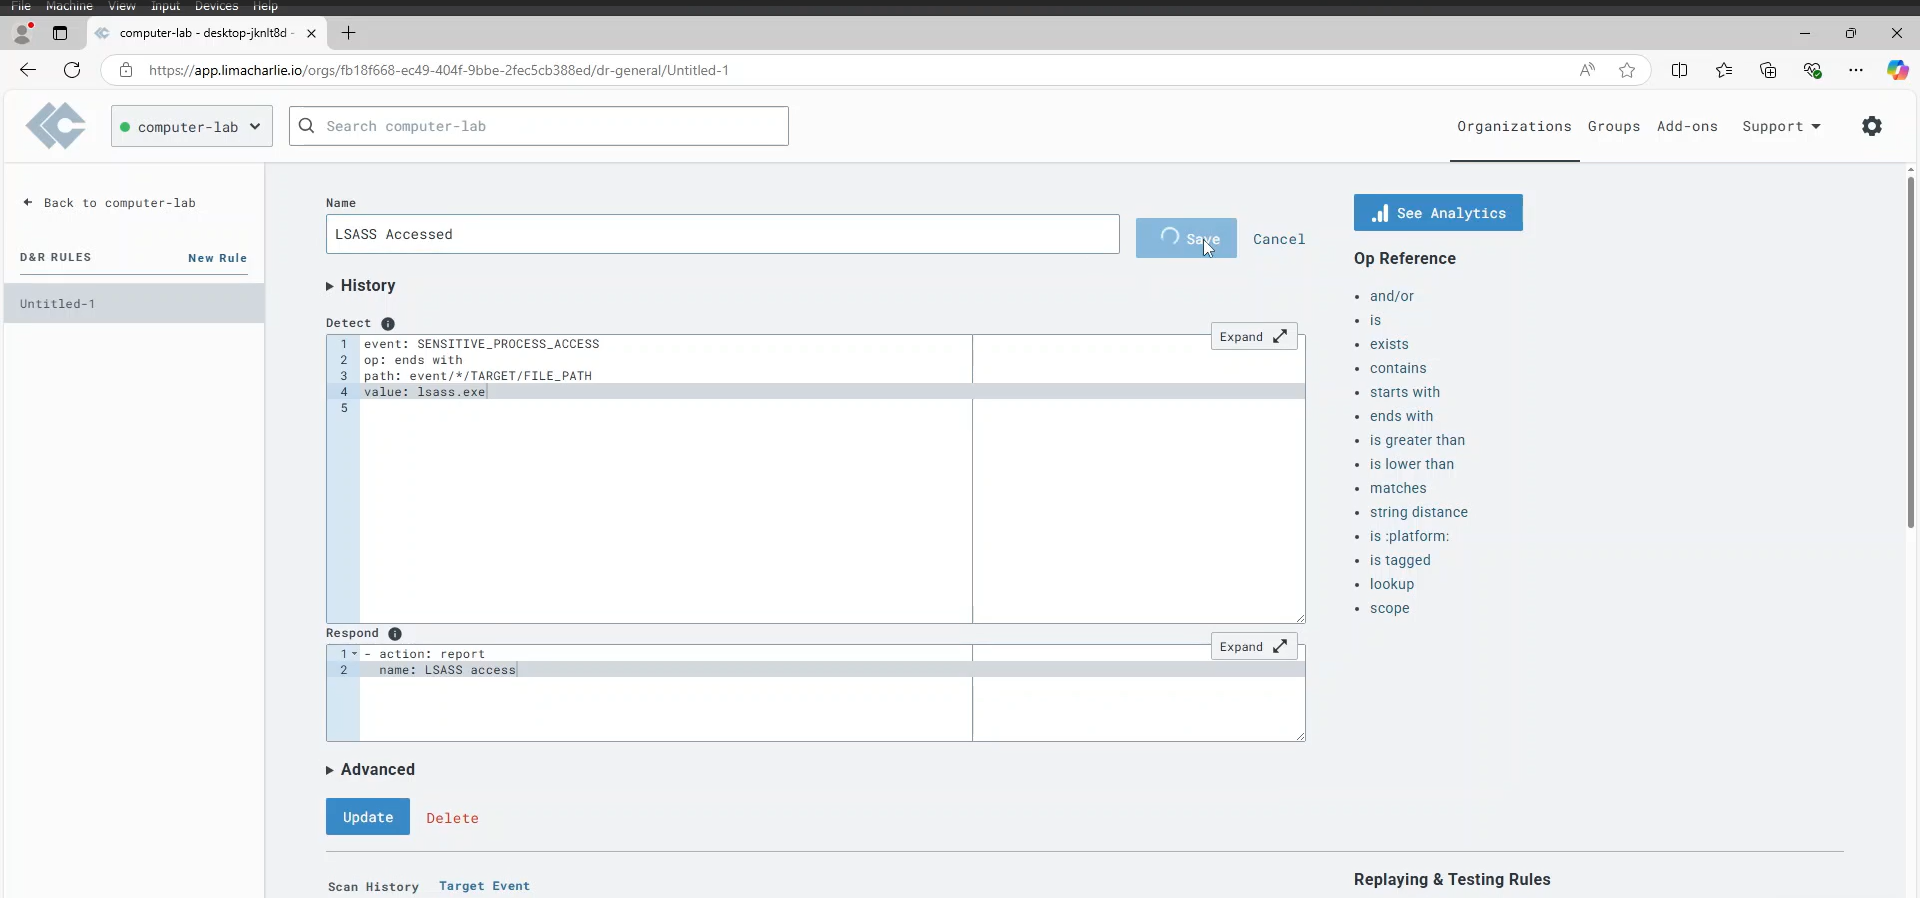 File Machine View Input Devices Help
computer-lab - desktop-jknlt8d -
https://app.limacharlie.io/orgs/fb18f668-ec49-404f-9bbe-2fec5cb388ed/dr-general/Untitled-1
computer-lab
Search computer-lab
Organizations Groups Add-ons Support
Back to computer-lab
D&R RULES New Rule
Untitled-1
Name
LSASS Accessed
Save Cancel
History
Detect
Expand
1 event: SENSITIVE_PROCESS_ACCESS
2 op: ends with
3 path: event/*/TARGET/FILE_PATH
4 value: lsass.exe
5
Respond
Expand
1 - action: report
2 name: LSASS access
Advanced
Update Delete
Scan History Target Event
See Analytics
Op Reference
and/or
is
exists
contains
starts with
ends with
is greater than
is lower than
matches
string distance
is :platform:
is tagged
lookup
scope
Replaying & Testing Rules